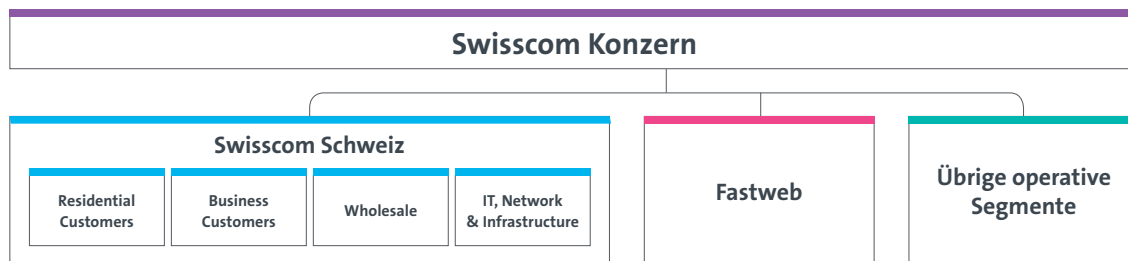 Swisscom Konzern
Swisscom Schweiz
Residential
Customers
Business
Customers
Wholesale
IT, Network
& Infrastructure
Fastweb
Übrige operative
Segmente